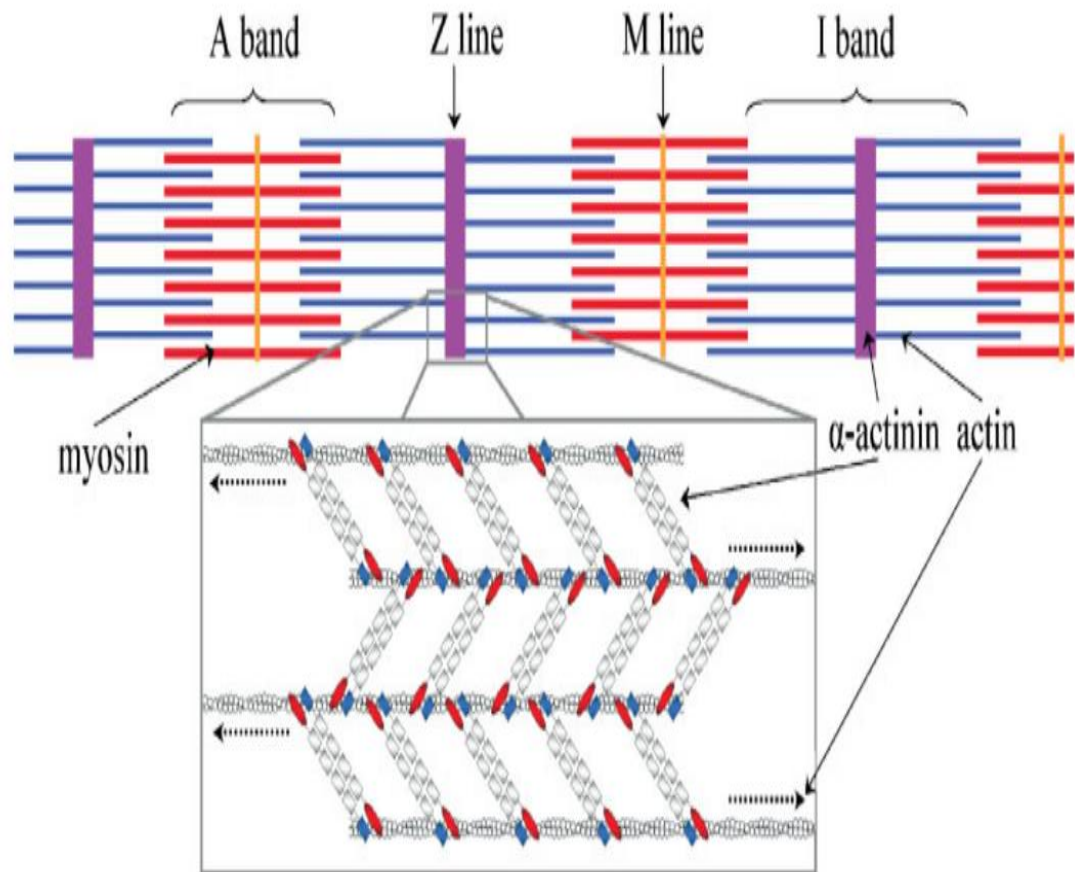 A band
Z line
M line
I band
myosin
α-actinin
actin